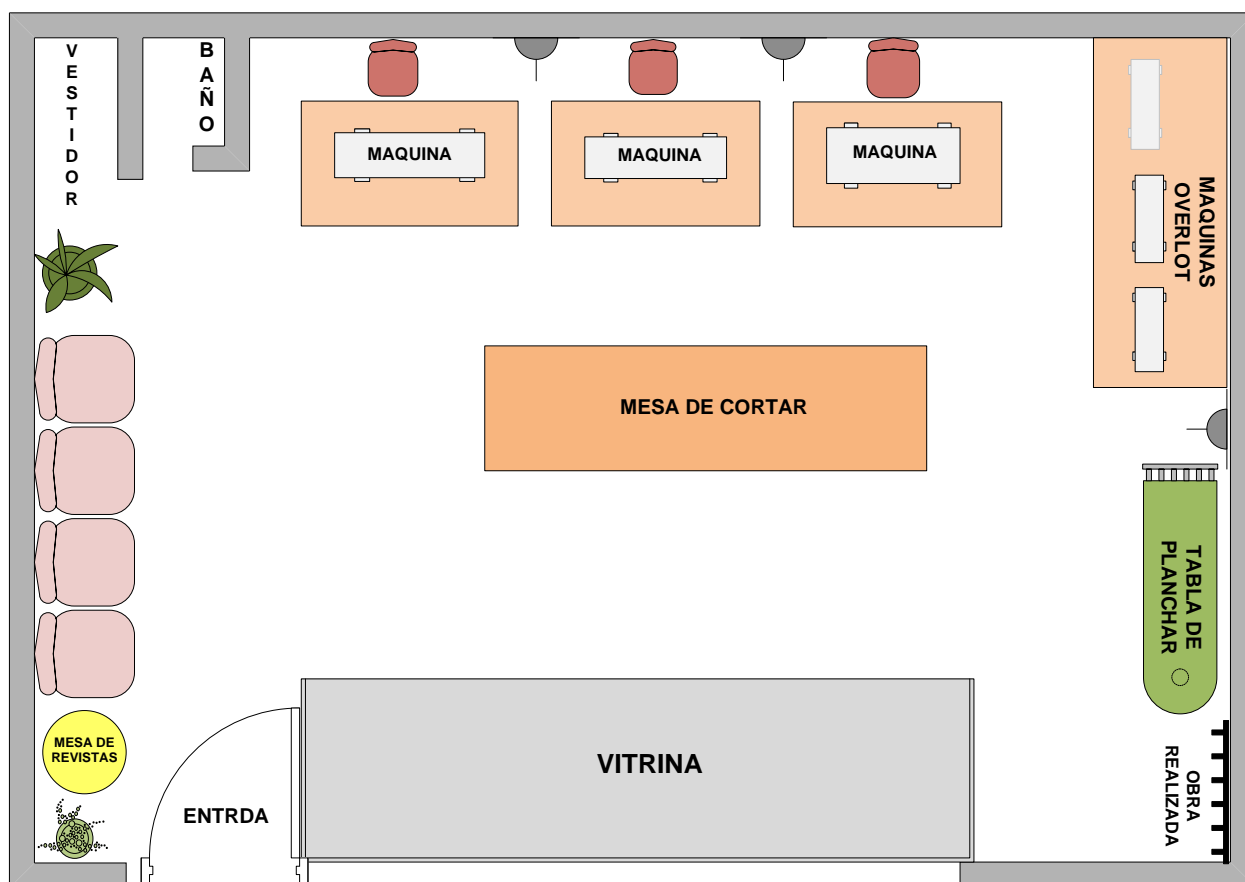 VESTIDOR
BAÑO
MAQUINA
MAQUINA
MAQUINA
MAQUINAS
OVERLOT
MESA DE CORTAR
TABLA DE
PLANCHAR
MESA DE
REVISTAS
ENTRDA
VITRINA
OBRA
REALIZADA